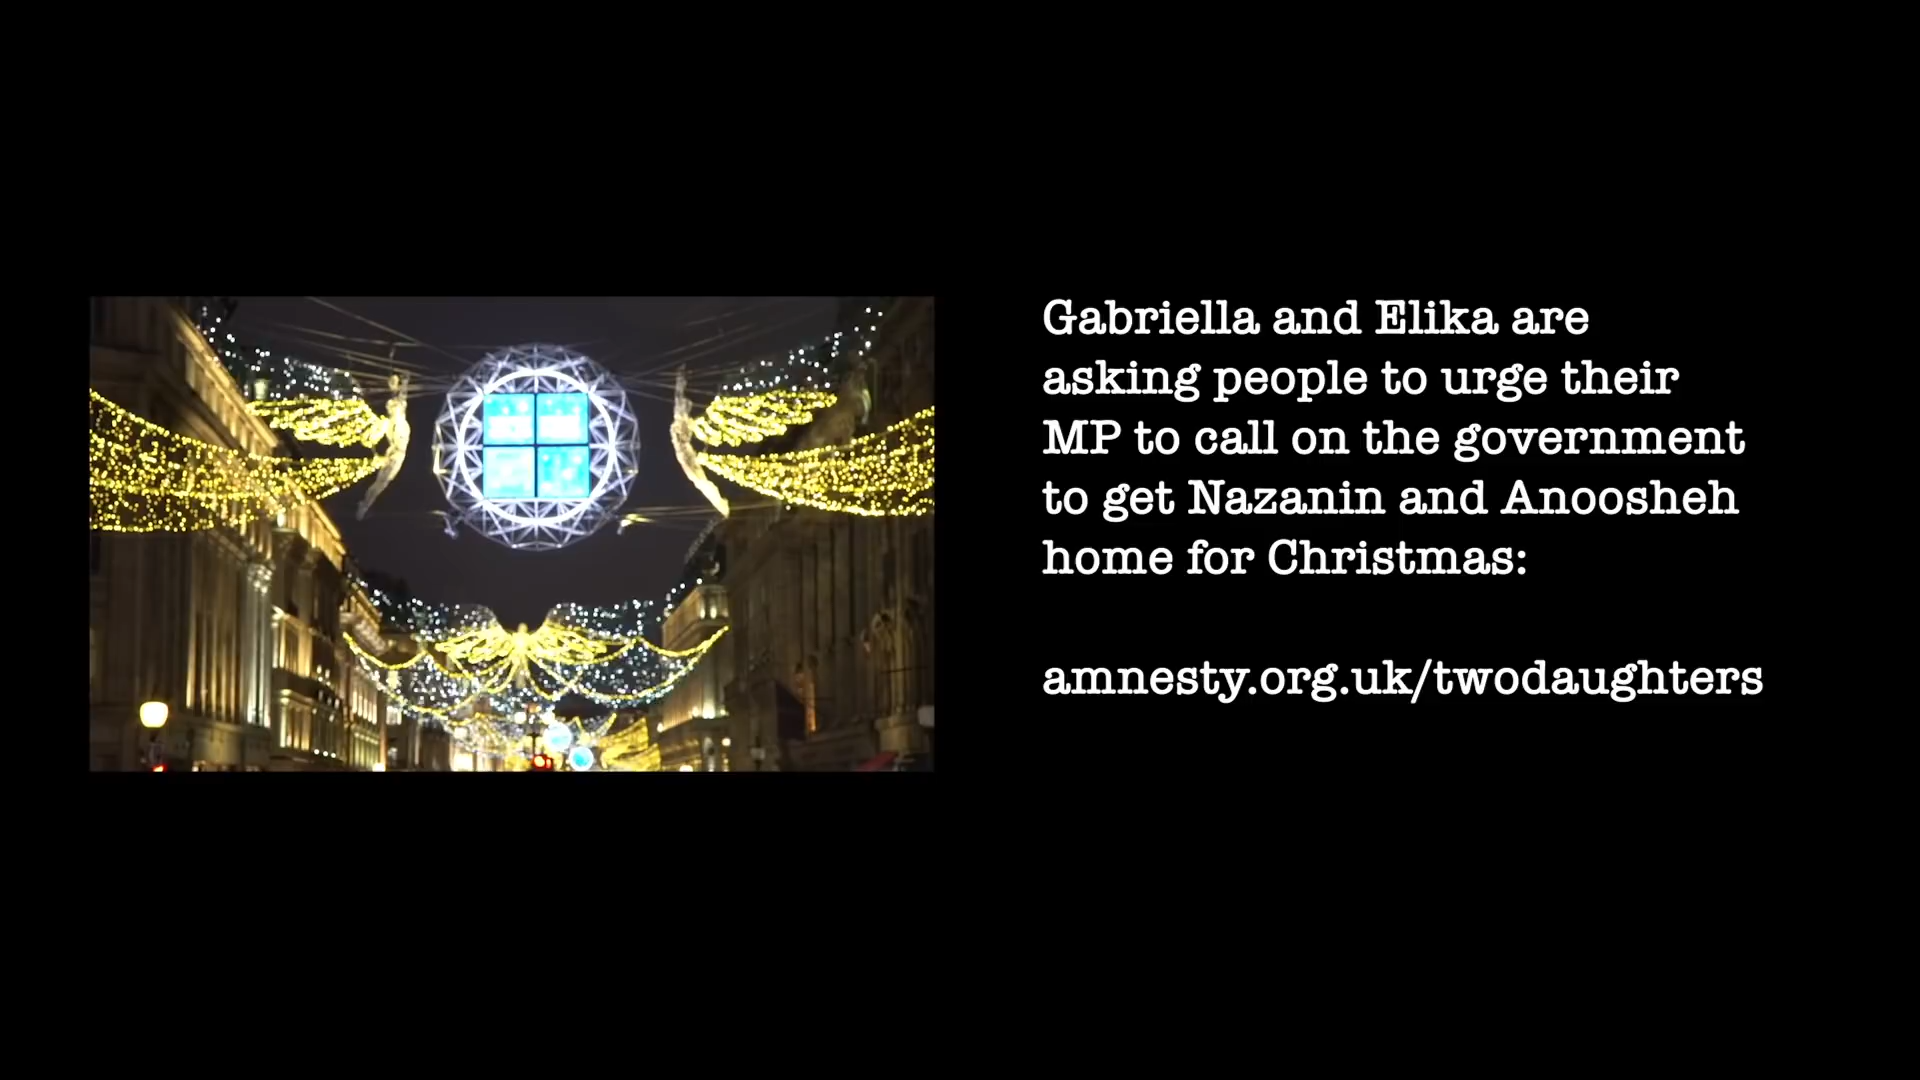 Gabriella and Elika are
asking people to urge their
MP to call on the government
to get Nazanin and Anoosheh
home for Christmas:
amnesty.org.uk/twodaughters